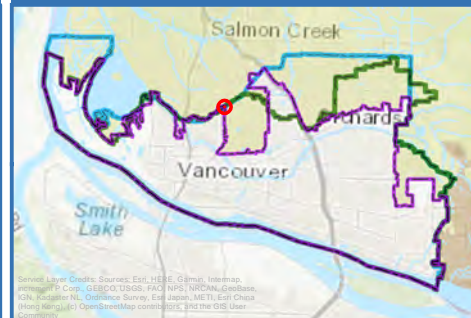 Salmon Creek
Orchards
Vancouver
Smith
Lake
Service Layer Credits: Sources: Esri, HERE, Garmin, Intermap,
increment P Corp., GEBCO, USGS, FAO, NPS, NRCAN, GeoBase,
IGN, Kadaster NL, Ordnance Survey, Esri Japan, METI, Esri China
(Hong Kong), (c) OpenStreetMap contributors, and the GIS User
Community